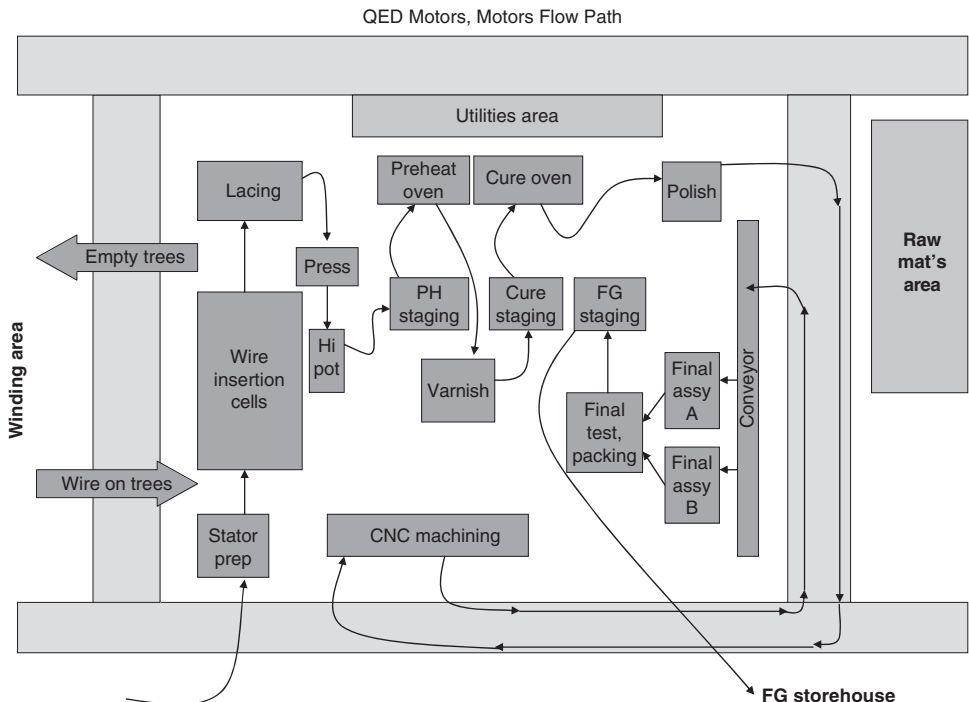 QED Motors, Motors Flow Path
Utilities area
Lacing
Preheat
oven
Cure oven
Polish
Empty trees
Press
Raw
mat's
area
PH
staging
Cure
staging
FG
staging
Winding area
Wire
insertion
cells
Hi
pot
Varnish
Conveyor
Final
assy
A
Final
test,
packing
Final
assy
B
Wire on trees
Stator
prep
CNC machining
FG storehouse